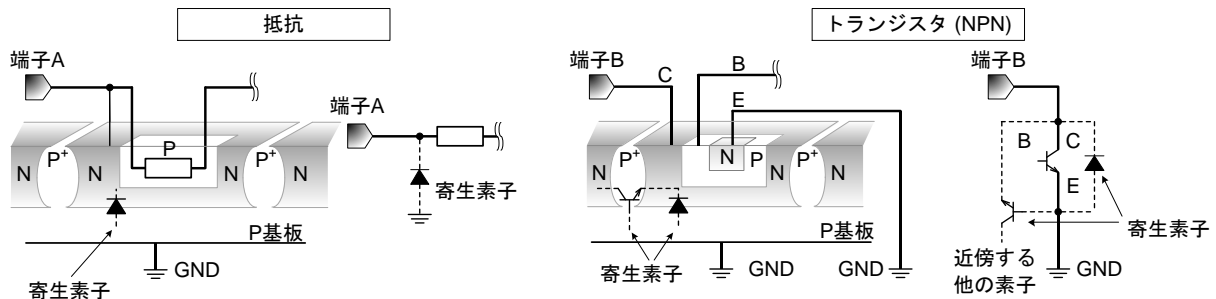 抵抗
端子A
P
N
P+
N
N
P+
N
P基板
寄生素子
GND
端子A
寄生素子
トランジスタ (NPN)
端子B
C
B
E
N
P+
N
N
P
N
P+
N
P基板
寄生素子
GND
GND
端子B
B
C
E
寄生素子
近傍する
他の素子
GND